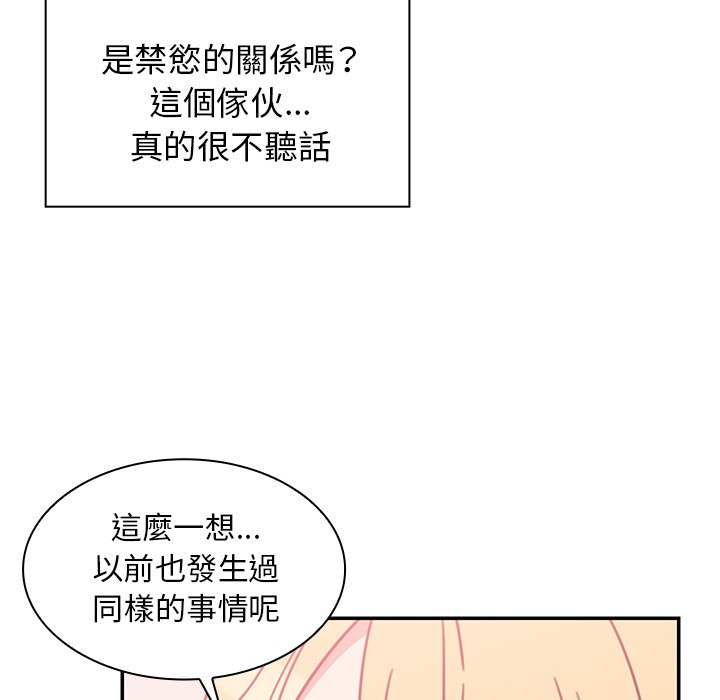 是禁慾的關係嗎？
這個傢伙...
真的很不聽話
這麼一想...
以前也發生過
同樣的事情呢